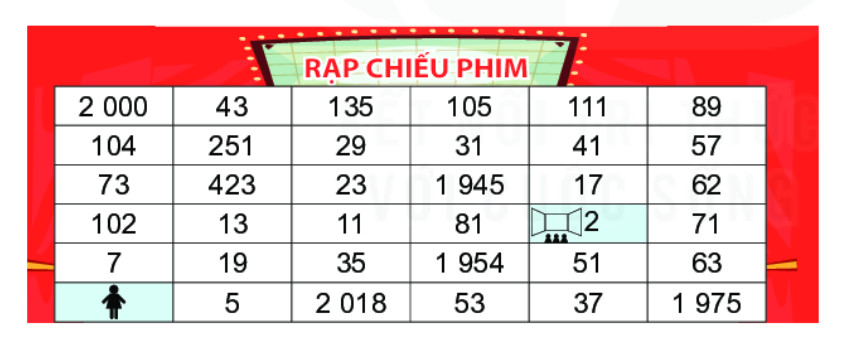 RẠP CHIẾU PHIM
2 000 43 135 105 111 89
104 251 29 31 41 57
73 423 23 1 945 17 62
102 13 11 81 2 71
7 19 35 1 954 51 63
5 2 018 53 37 1 975